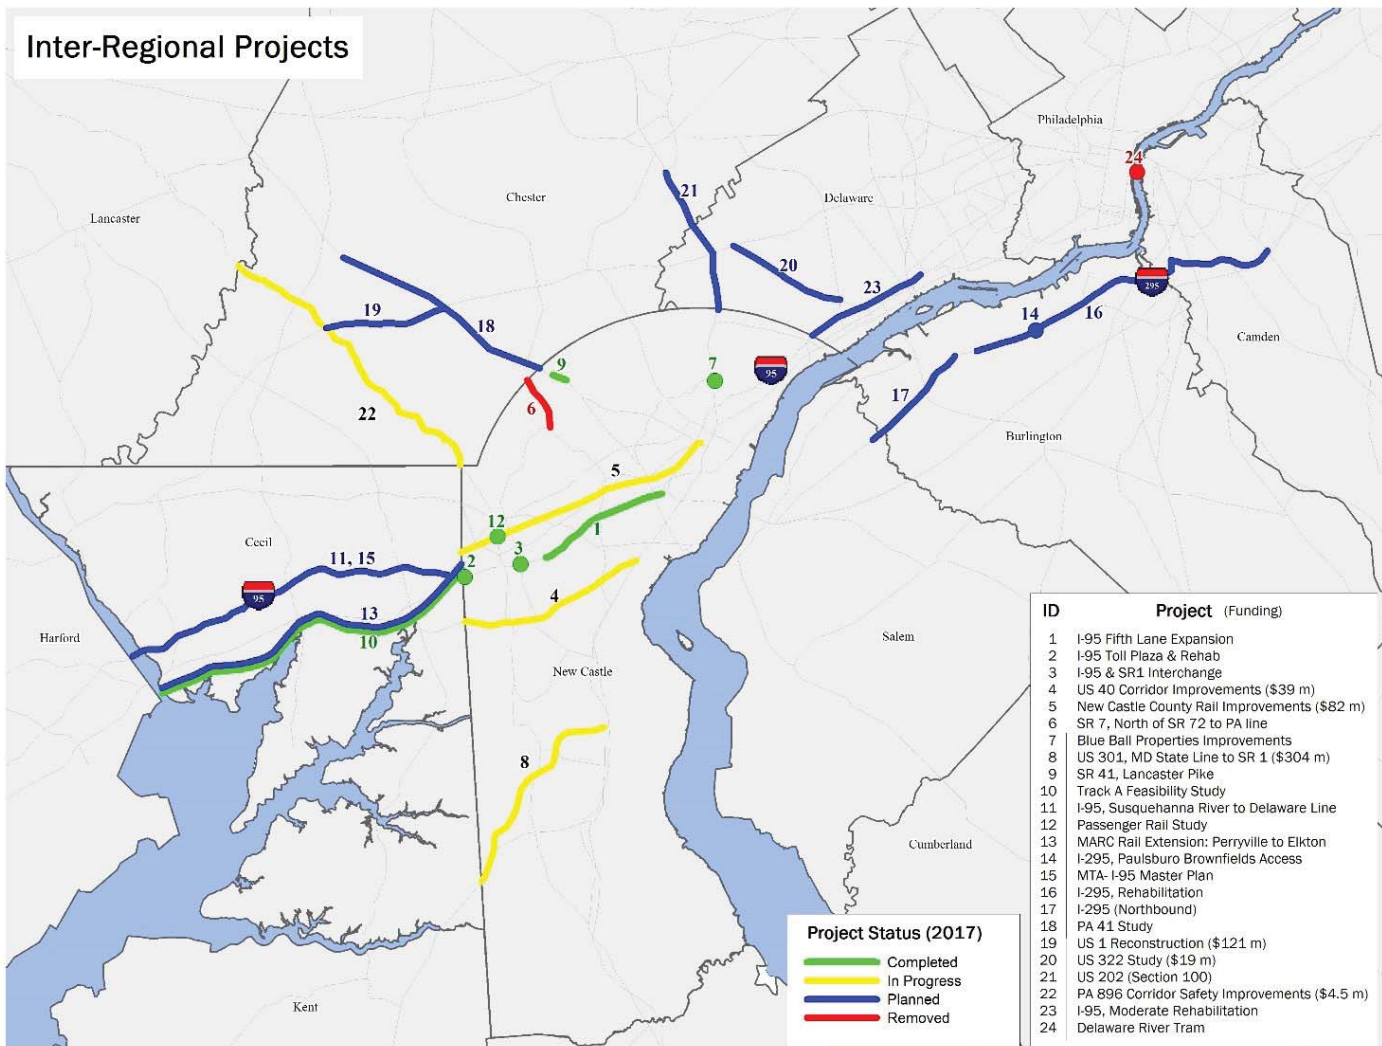 Inter-Regional Projects
Philadelphia
24
21
Chester
Delaware
Lancaster
20
23
295
14
16
19
18
Camden
9
7
95
6
17
22
Burlington
5
12
1
Cecil
3
11, 15
2
95
4
13
Harford
10
Salem
New Castle
8
Cumberland
Kent
ID Project (Funding)
1 I-95 Fifth Lane Expansion
2 I-95 Toll Plaza & Rehab
3 I-95 & SR1 Interchange
4 US 40 Corridor Improvements ($39 m)
5 New Castle County Rail Improvements ($82 m)
6 SR 7, North of SR 72 to PA line
7 Blue Ball Properties Improvements
8 US 301, MD State Line to SR 1 ($304 m)
9 SR 41, Lancaster Pike
10 Track A Feasibility Study
11 I-95, Susquehanna River to Delaware Line
12 Passenger Rail Study
13 MARC Rail Extension: Perryville to Elkton
14 I-295, Paulsburo Brownfields Access
15 MTA- I-95 Master Plan
16 I-295, Rehabilitation
17 I-295 (Northbound)
18 PA 41 Study
19 US 1 Reconstruction ($121 m)
20 US 322 Study ($19 m)
21 US 202 (Section 100)
22 PA 896 Corridor Safety Improvements ($4.5 m)
23 I-95, Moderate Rehabilitation
24 Delaware River Tram
Project Status (2017)
Completed
In Progress
Planned
Removed